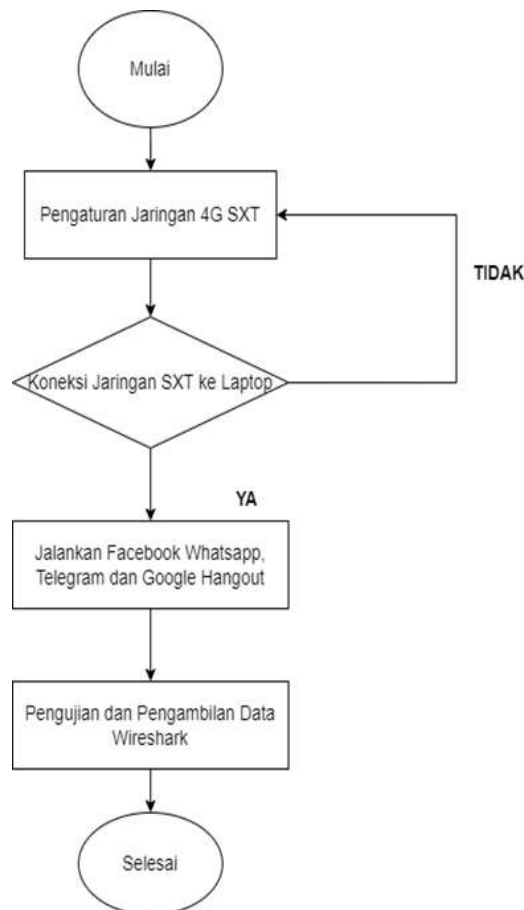 Mulai
Pengaturan Jaringan 4G SXT
TIDAK
Koneksi Jaringan SXT ke Laptop
YA
Jalankan Facebook Whatsapp,
Telegram dan Google Hangout
Pengujian dan Pengambilan Data
Wireshark
Selesai